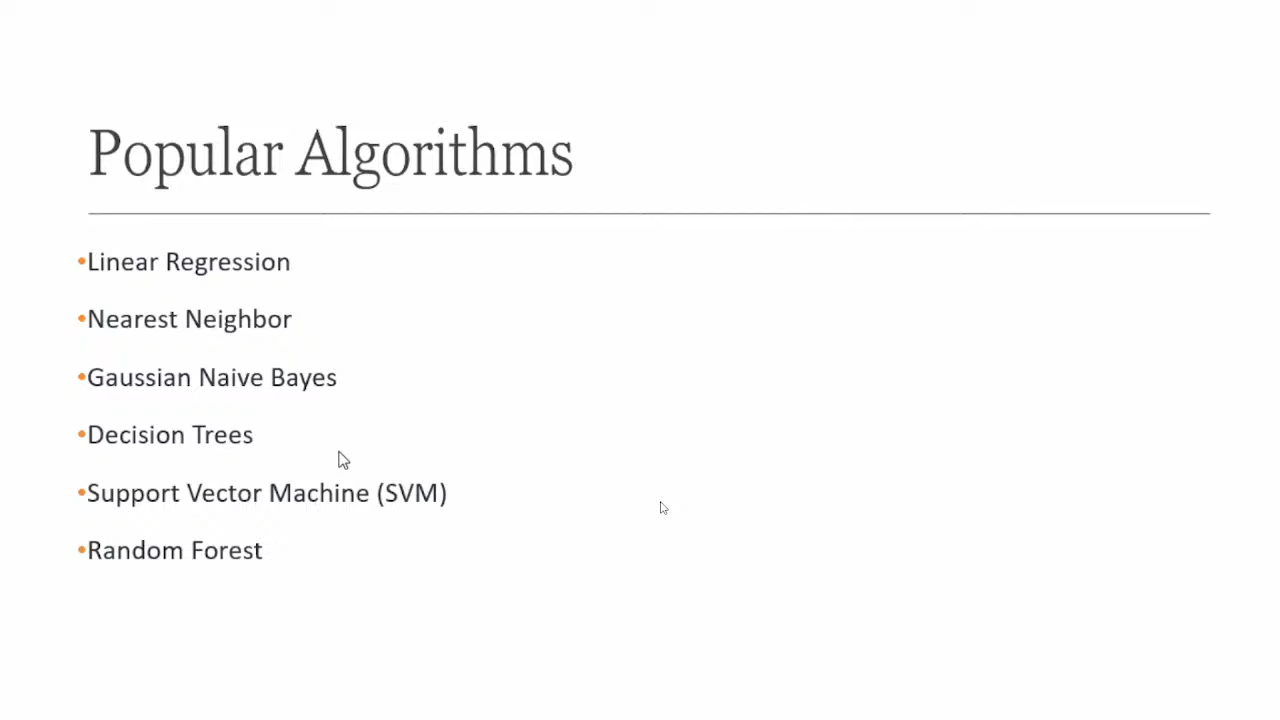 Popular Algorithms
•Linear Regression
•Nearest Neighbor
•Gaussian Naive Bayes
•Decision Trees
•Support Vector Machine (SVM)
•Random Forest